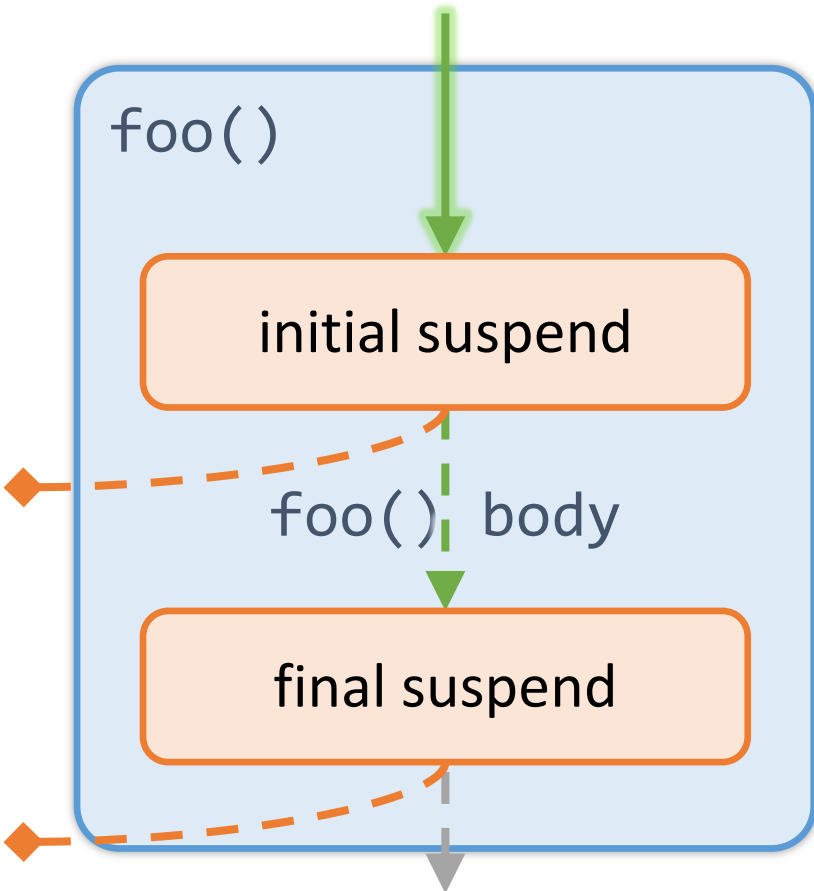 foo()
initial suspend
foo() body
final suspend